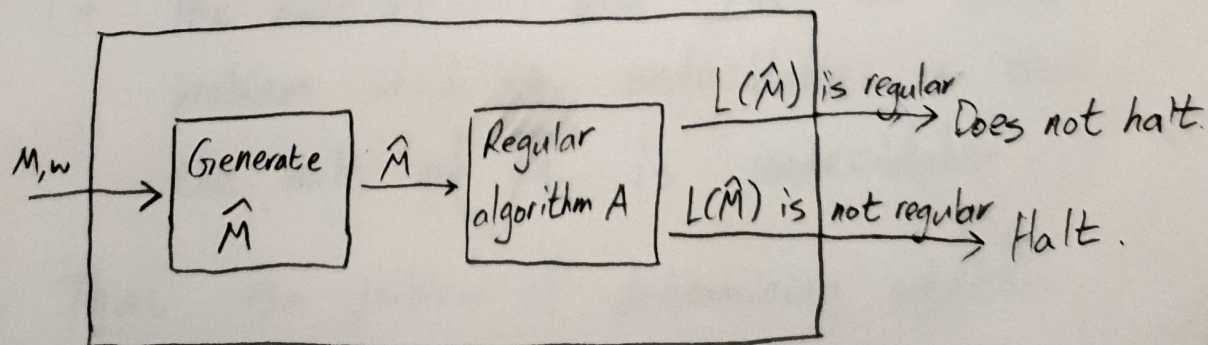 M,w
Generate
M̂
M̂
Regular
algorithm A
L(M̂) is regular
Does not halt.
L(M̂) is not regular
Halt.